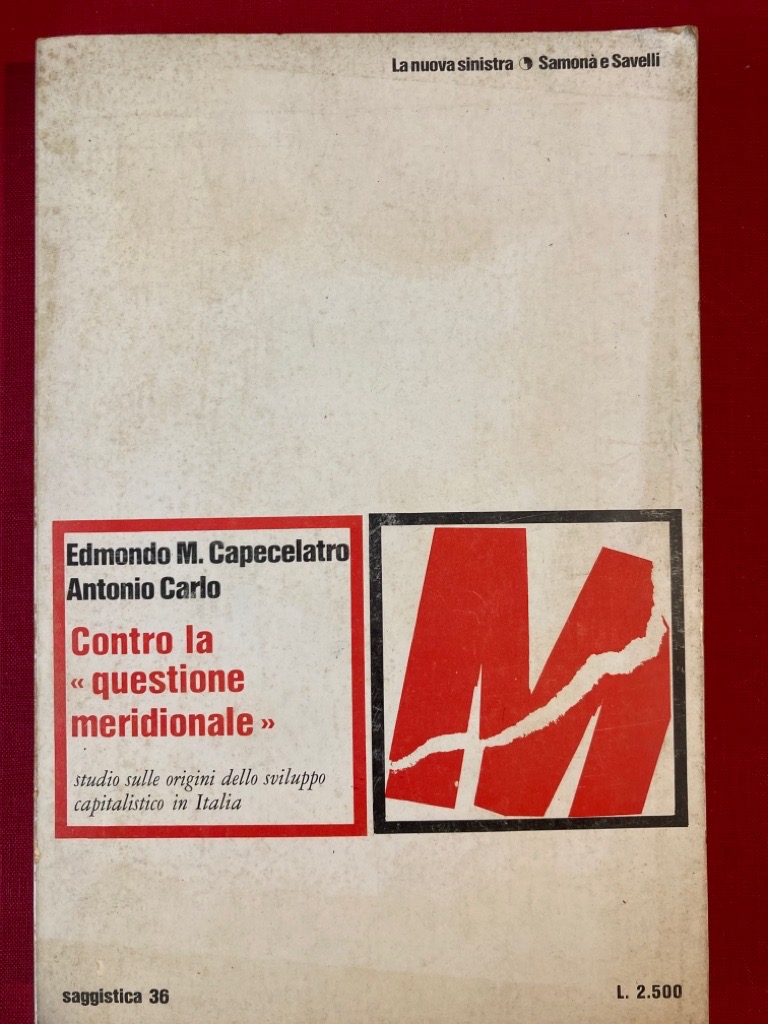 La nuova sinistra Samonà e Savelli
Edmondo M. Capecelatro
Antonio Carlo
Contro la
« questione
meridionale »
studio sulle origini dello sviluppo
capitalistico in Italia
M
saggistica 36
L. 2.500